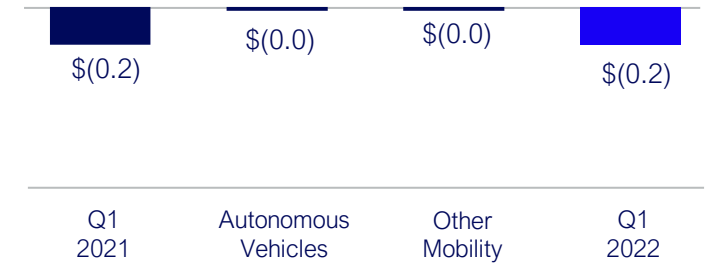 $(0.2)
$(0.0)
$(0.0)
$(0.2)
Q1
2021
Autonomous
Vehicles
Other
Mobility
Q1
2022